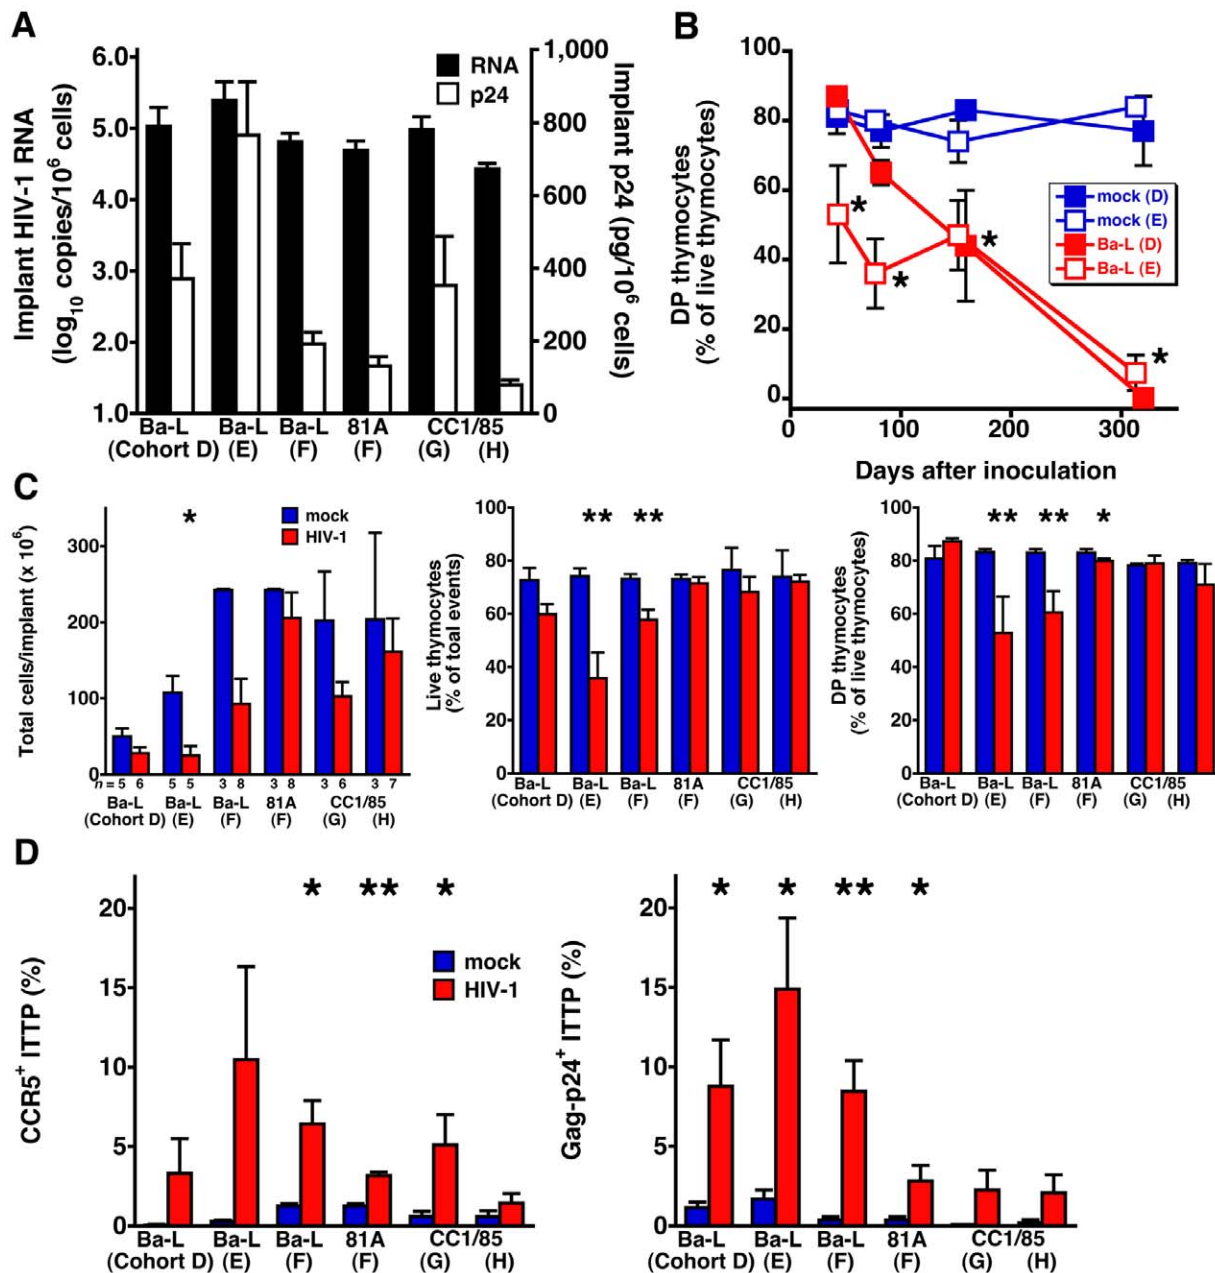 A
Implant HIV-1 RNA
(log10 copies/10^6 cells)
6.0
5.0
4.0
3.0
2.0
1.0
RNA
p24
1,000
800
600
400
200
0
Implant p24 (pg/10^6 cells)
Ba-L Ba-L Ba-L 81A CC1/85
(Cohort D) (E) (F) (F) (G) (H)
B
DP thymocytes
(% of live thymocytes)
100
80
60
40
20
0
* * * *
mock (D)
mock (E)
Ba-L (D)
Ba-L (E)
0 100 200 300
Days after inoculation
C
Total cells/implant (x 10^6)
300
200
100
0
*
mock
HIV-1
n = 5 6 5 5 3 8 3 8 3 6 3 7
Ba-L Ba-L Ba-L 81A CC1/85
(Cohort D) (E) (F) (F) (G) (H)
Live thymocytes
(% of toal events)
100
80
60
40
20
0
** **
Ba-L Ba-L Ba-L 81A CC1/85
(Cohort D) (E) (F) (F) (G) (H)
DP thymocytes
(% of live thymocytes)
100
80
60
40
20
0
** ** *
Ba-L Ba-L Ba-L 81A CC1/85
(Cohort D) (E) (F) (F) (G) (H)
D
CCR5+ ITTP (%)
20
15
10
5
0
* ** *
mock
HIV-1
Ba-L Ba-L Ba-L 81A CC1/85
(Cohort D) (E) (F) (F) (G) (H)
Gag-p24+ ITTP (%)
20
15
10
5
0
* * ** *
Ba-L Ba-L Ba-L 81A CC1/85
(Cohort D) (E) (F) (F) (G) (H)